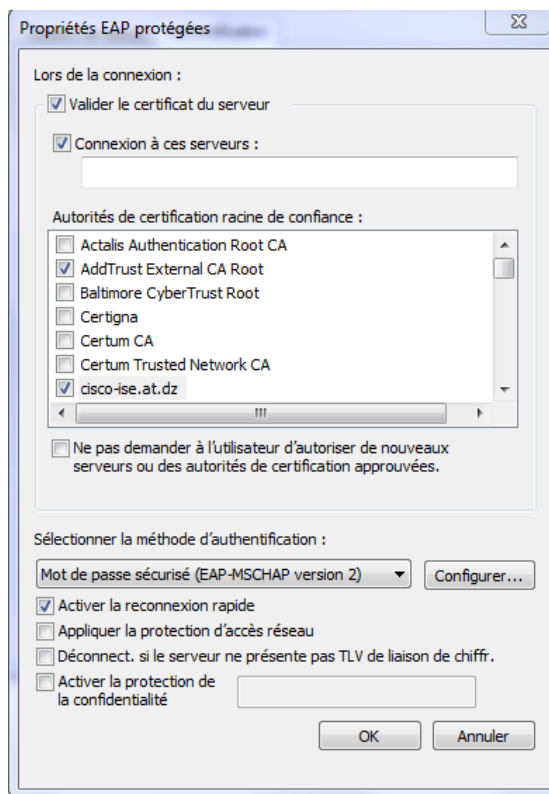 Propriétés EAP protégées
Lors de la connexion :
Valider le certificat du serveur
Connexion à ces serveurs :
Autorités de certification racine de confiance :
Actalis Authentication Root CA
AddTrust External CA Root
Baltimore CyberTrust Root
Certigna
Certum CA
Certum Trusted Network CA
cisco-ise.at.dz
Ne pas demander à l'utilisateur d'autoriser de nouveaux
serveurs ou des autorités de certification approuvées.
Sélectionner la méthode d'authentification :
Mot de passe sécurisé (EAP-MSCHAP version 2)
Configurer...
Activer la reconnexion rapide
Appliquer la protection d'accès réseau
Déconnect. si le serveur ne présente pas TLV de liaison de chiffr.
Activer la protection de
la confidentialité
OK
Annuler